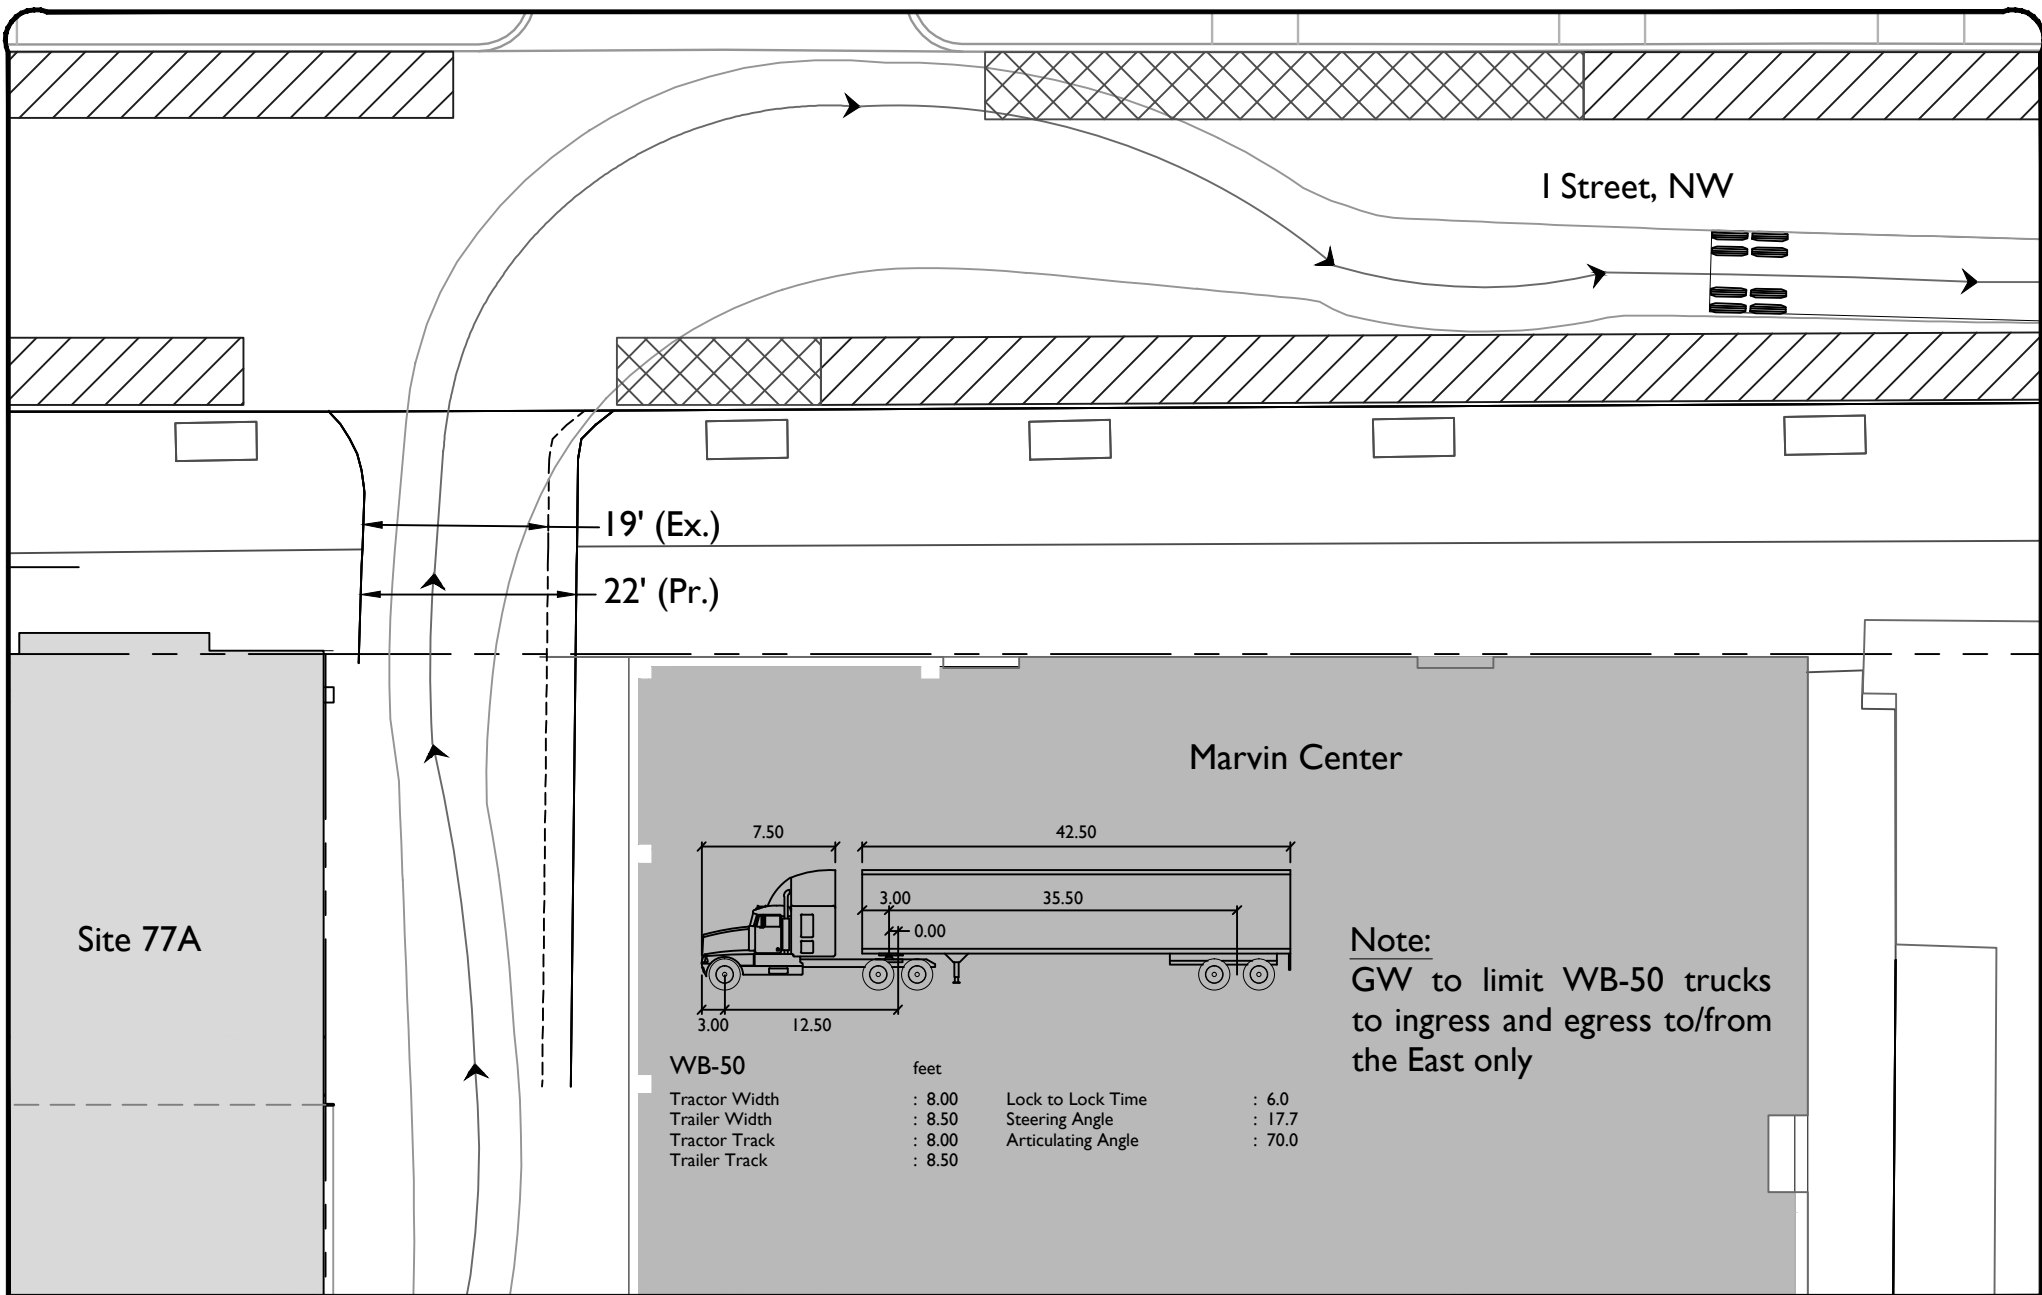 I Street, NW
19' (Ex.)
22' (Pr.)
Marvin Center
Site 77A
7.50
42.50
3.00
35.50
0.00
3.00
12.50
Note:
GW to limit WB-50 trucks
to ingress and egress to/from
the East only
WB-50
feet
Tractor Width : 8.00 Lock to Lock Time : 6.0
Trailer Width : 8.50 Steering Angle : 17.7
Tractor Track : 8.00 Articulating Angle : 70.0
Trailer Track : 8.50